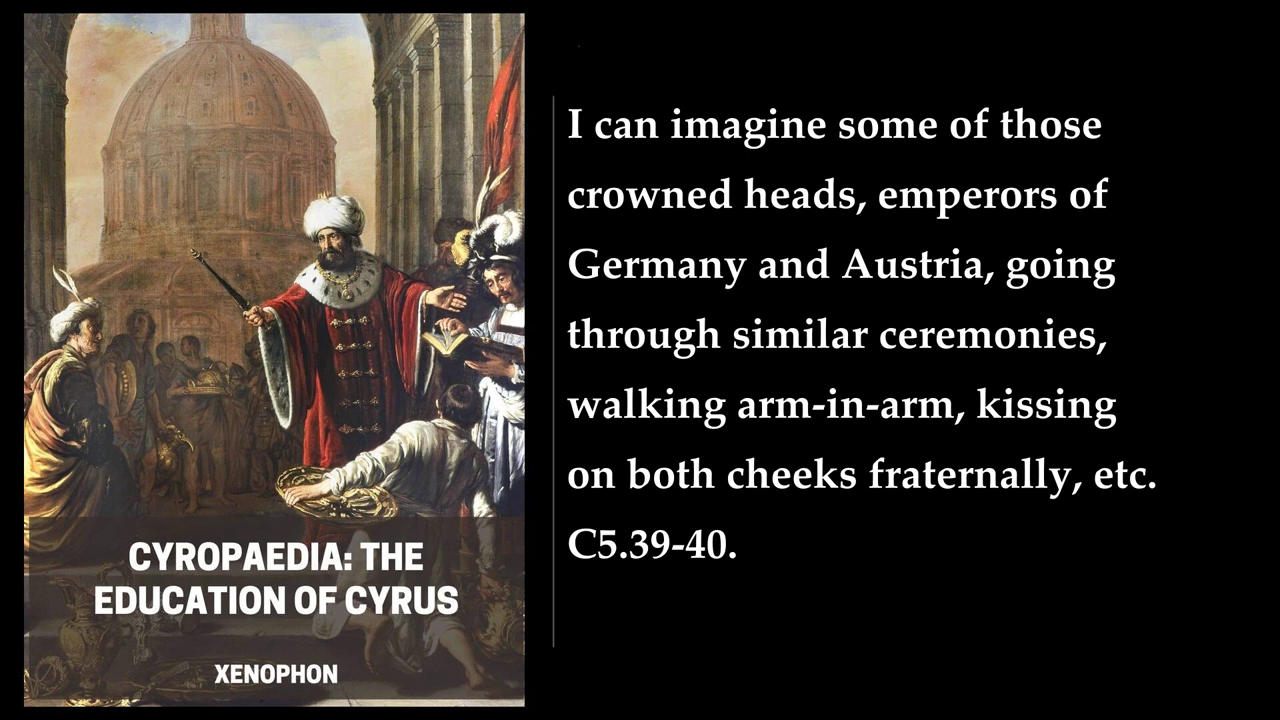 CYROPAEDIA: THE
EDUCATION OF CYRUS
XENOPHON
I can imagine some of those
crowned heads, emperors of
Germany and Austria, going
through similar ceremonies,
walking arm-in-arm, kissing
on both cheeks fraternally, etc.
C5.39-40.